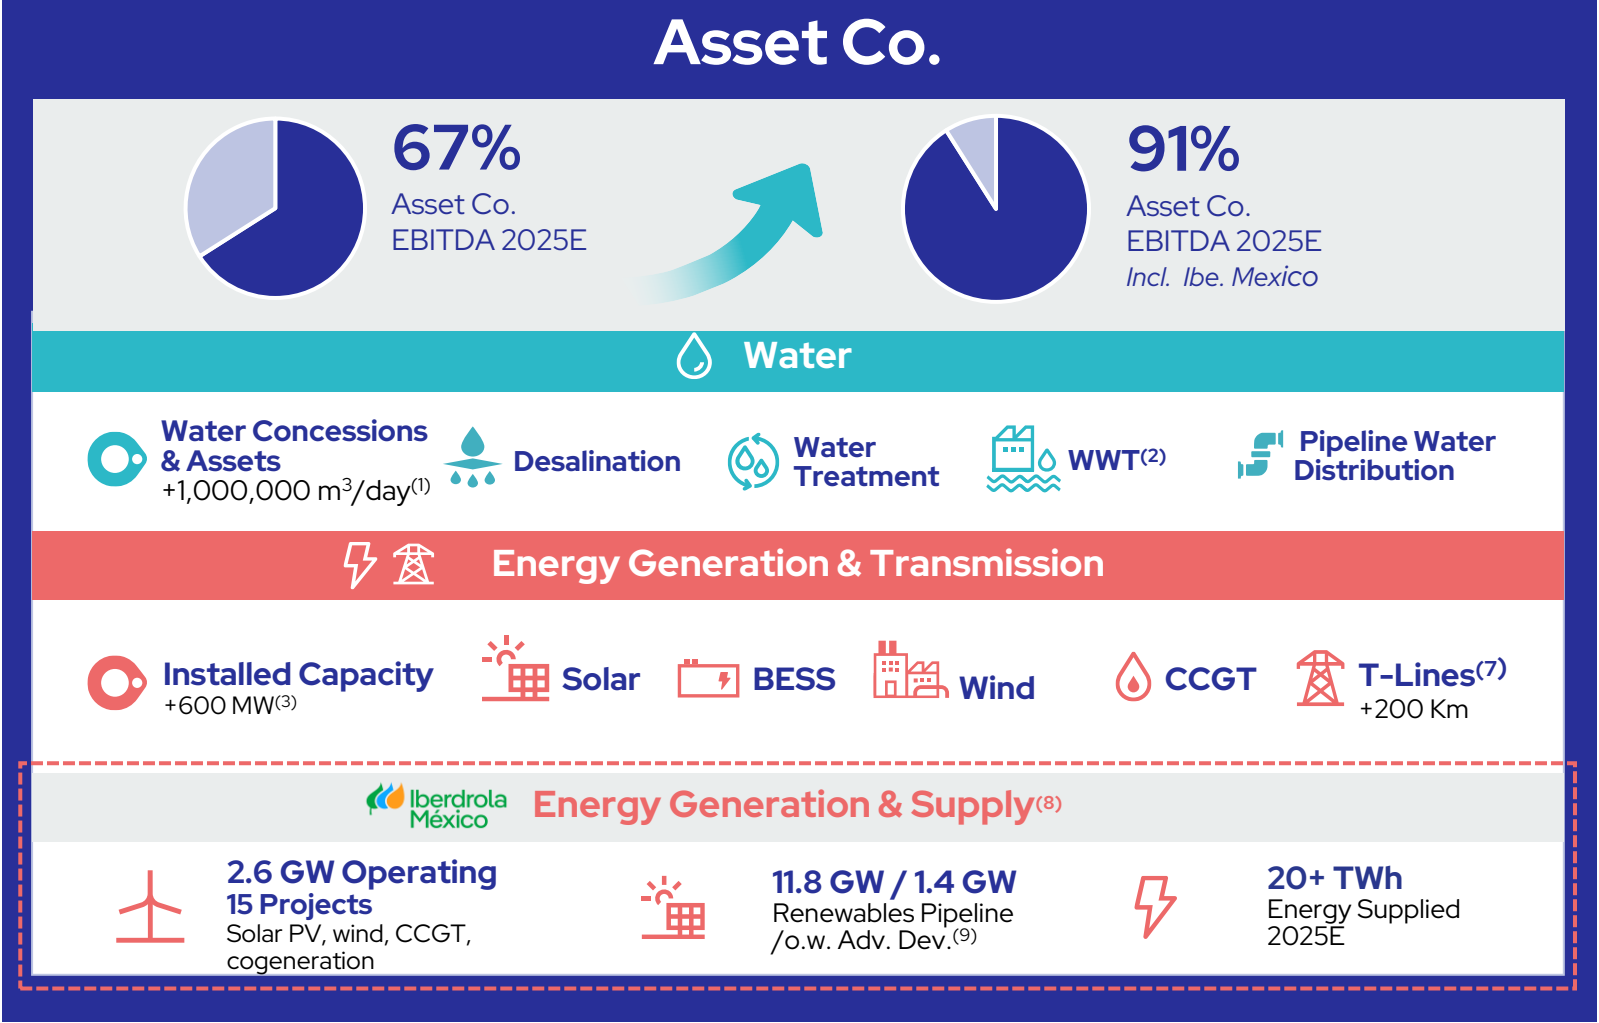 Asset Co.
67%
Asset Co.
EBITDA 2025E
91%
Asset Co.
EBITDA 2025E
Incl. Ibe. Mexico
Water
Water Concessions
& Assets
+1,000,000 m³/day(1)
Desalination
Water
Treatment
WWT(2)
Pipeline Water
Distribution
Energy Generation & Transmission
Installed Capacity
+600 MW(3)
Solar
BESS
Wind
CCGT
T-Lines(7)
+200 Km
Iberdrola
México
Energy Generation & Supply(8)
2.6 GW Operating
15 Projects
Solar PV, wind, CCGT,
cogeneration
11.8 GW / 1.4 GW
Renewables Pipeline
/o.w. Adv. Dev.(9)
20+ TWh
Energy Supplied
2025E